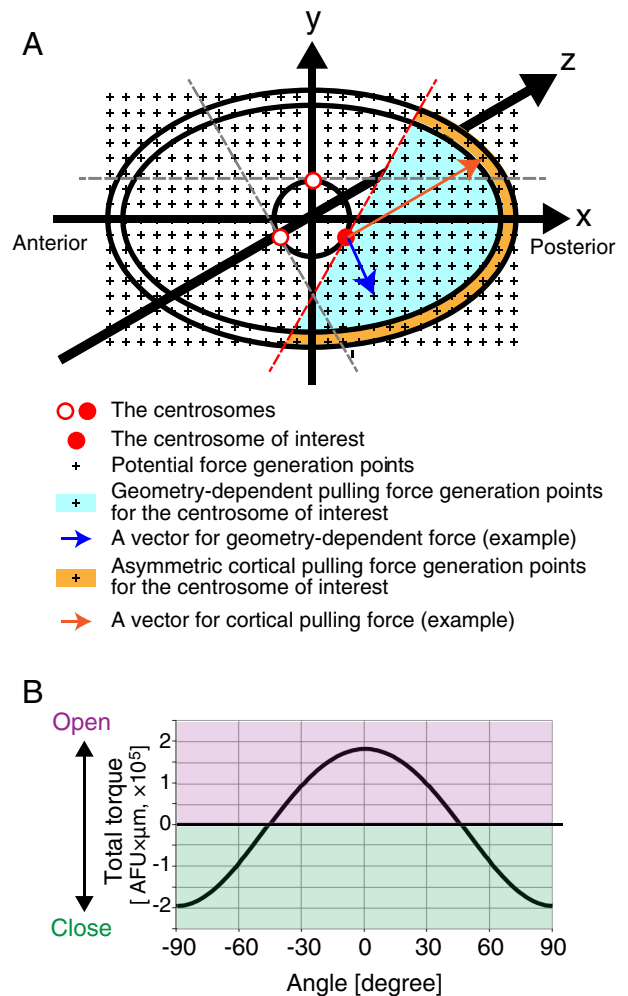 A
y
z
x
Anterior
Posterior
The centrosomes
The centrosome of interest
Potential force generation points
Geometry-dependent pulling force generation points
for the centrosome of interest
A vector for geometry-dependent force (example)
Asymmetric cortical pulling force generation points
for the centrosome of interest
A vector for cortical pulling force (example)
B
Open
Close
Total torque
[ AFU×µm, ×10⁵]
2
1
0
-1
-2
-90 -60 -30 0 30 60 90
Angle [degree]